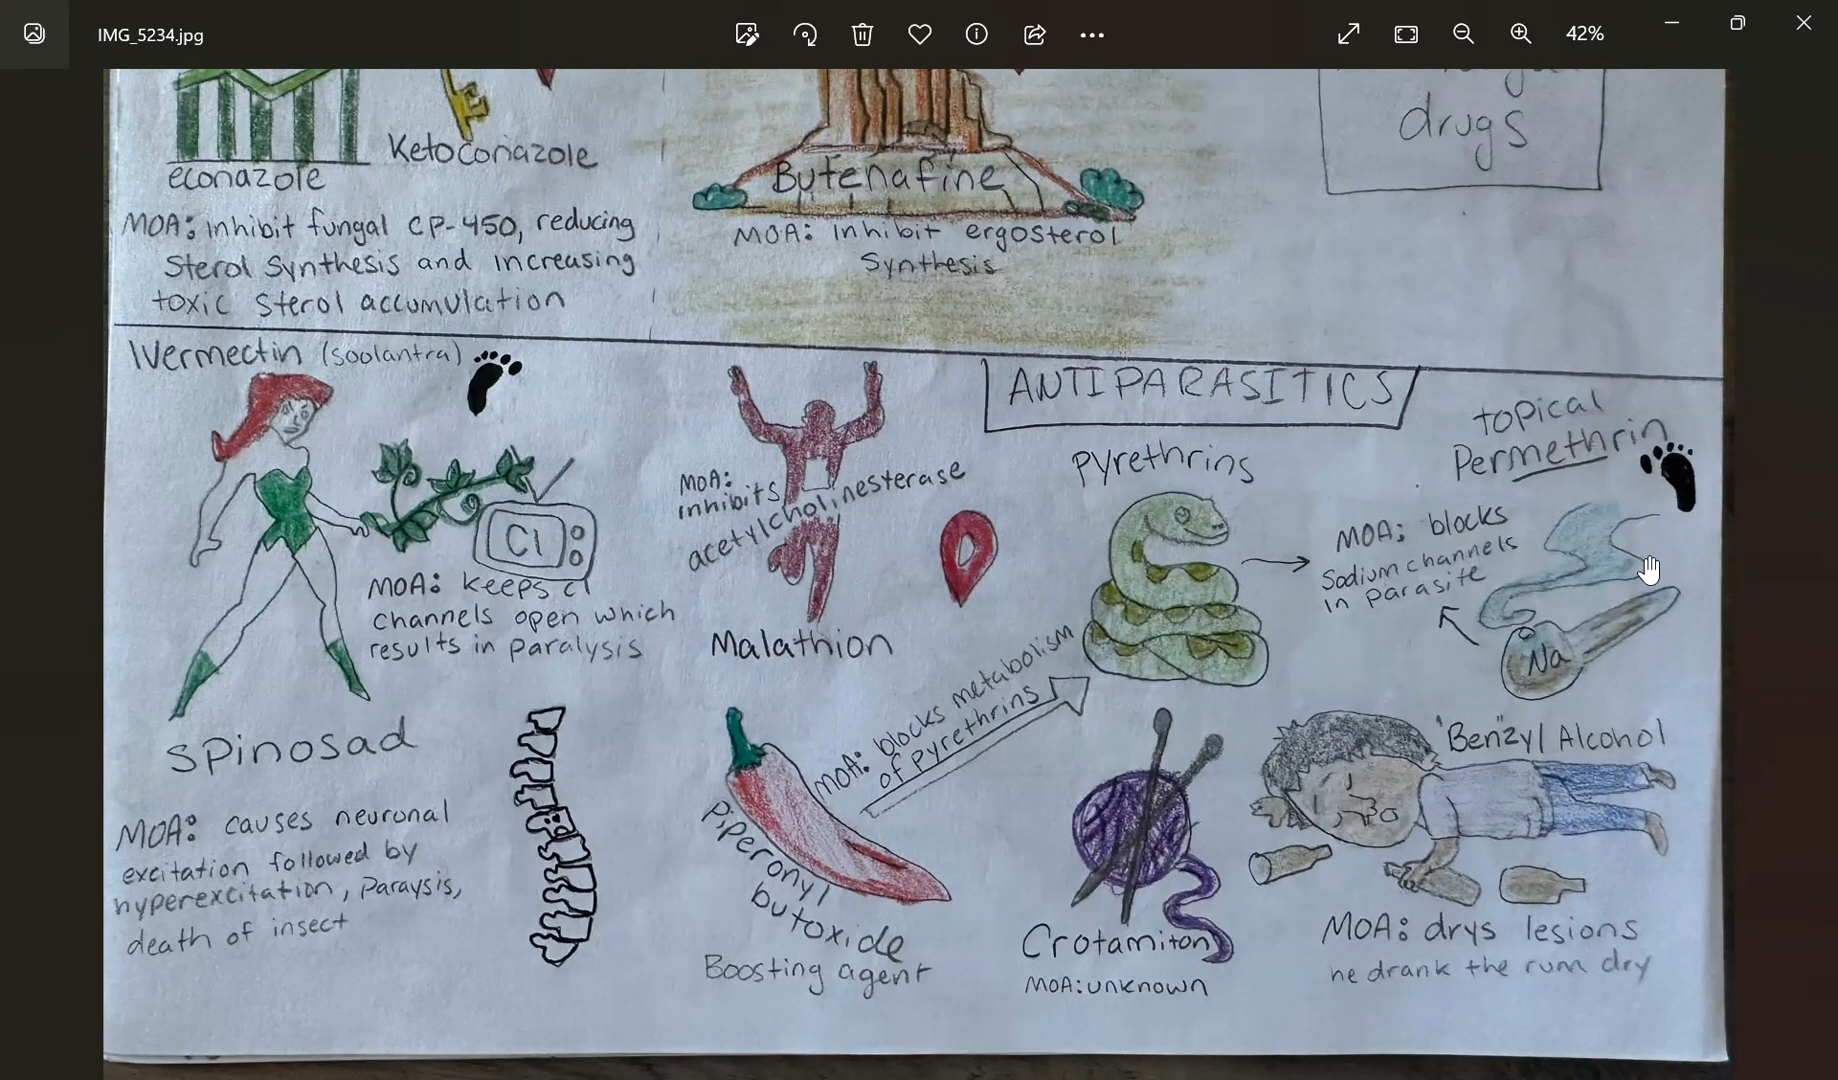 IMG_5234.jpg
42%
drugs
Ketoconazole
econazole
MOA: inhibit fungal CP-450, reducing
Sterol Synthesis and increasing
toxic Sterol accumulation
Butenafine
MOA: Inhibit ergosterol
Synthesis
ANTIPARASITICS
IVermectin (soolantra)
Cl
MOA: keeps cl
channels open which
results in paralysis
MOA:
inhibits
acetylcholinesterase
Malathion
Pyrethrins
topical
Permethrin
MOA: blocks
Sodium channels
in parasite
Na
Spinosad
MOA: causes neuronal
excitation followed by
hyperexcitation, Paraysis,
death of insect
MOA: blocks metabolism
of Pyrethrins
Piperonyl
butoxide
Boosting agent
Crotamiton
MOA: unknown
"Ben"zyl Alcohol
MOA: drys lesions
he drank the rum dry